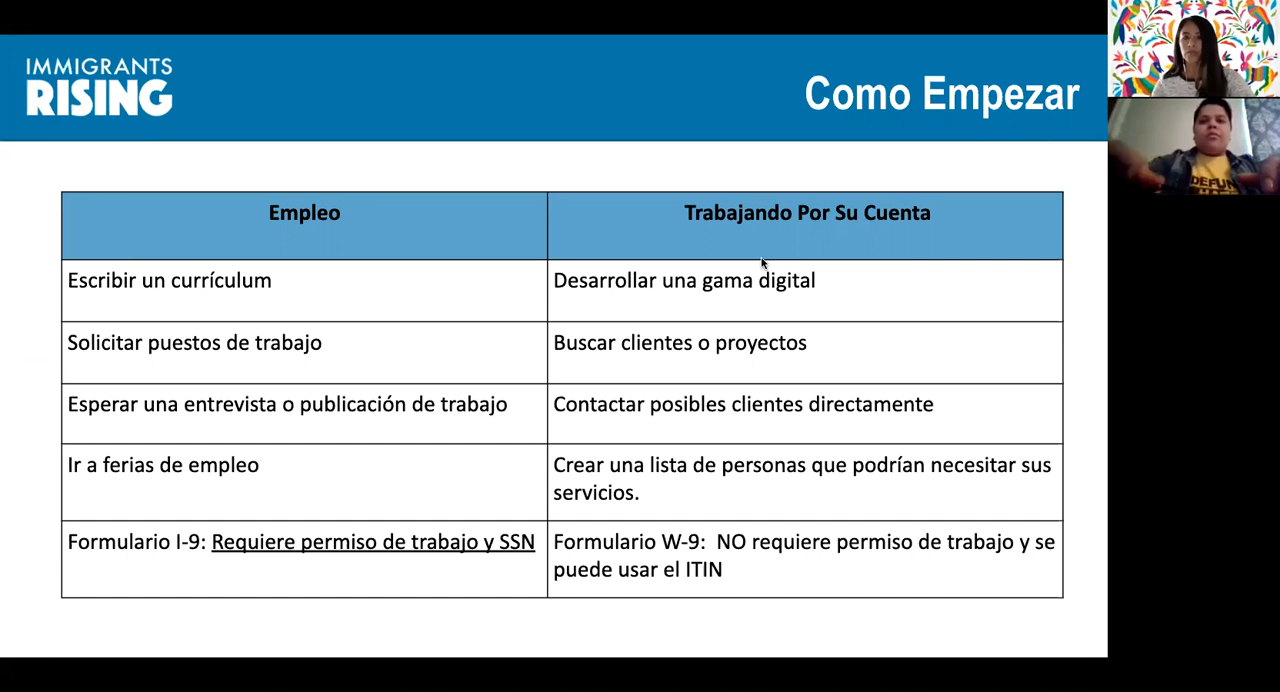 IMMIGRANTS
RISING
Como Empezar
Empleo
Trabajando Por Su Cuenta
Escribir un currículum
Desarrollar una gama digital
Solicitar puestos de trabajo
Buscar clientes o proyectos
Esperar una entrevista o publicación de trabajo
Contactar posibles clientes directamente
Ir a ferias de empleo
Crear una lista de personas que podrían necesitar sus
servicios.
Formulario I-9: Requiere permiso de trabajo y SSN
Formulario W-9:  NO requiere permiso de trabajo y se
puede usar el ITIN